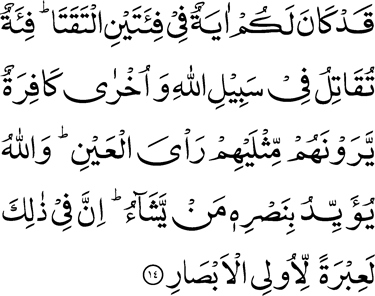 قَدْ كَانَ لَكُمْ اٰيَةٌ فِىْ فِئَتَيْنِ الْتَقَتَا ؕ فِئَةٌ
تُقَاتِلُ فِىْ سَبِيْلِ اللّٰهِ وَ اُخْرٰى كَافِرَةٌ
يَّرَوْنَهُمْ مِّثْلَيْهِمْ رَاْىَ الْعَيْنِ ؕ وَاللّٰهُ
يُؤَيِّدُ بِنَصْرِهٖ مَنْ يَّشَآءُ ؕ اِنَّ فِىْ ذٰلِكَ
لَعِبْرَةً لِّاُولِى الْاَبْصَارِ ‏﴿۱۴﴾